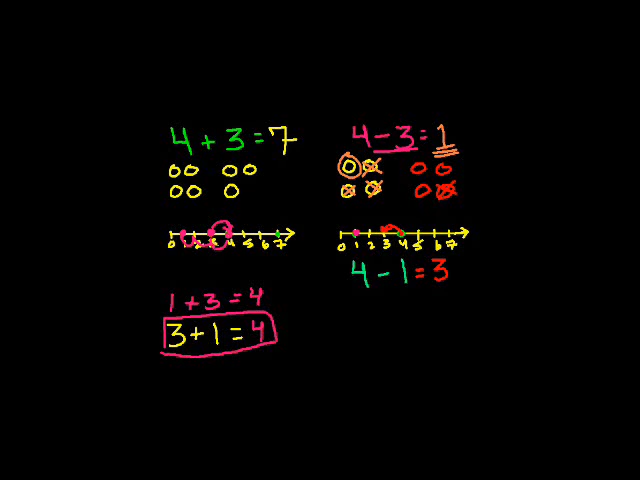 4 + 3 = 7
0 1 2 3 4 5 6 7
1 + 3 = 4
3 + 1 = 4
4 - 3 = 1
0 1 2 3 4 5 6 7
4 - 1 = 3